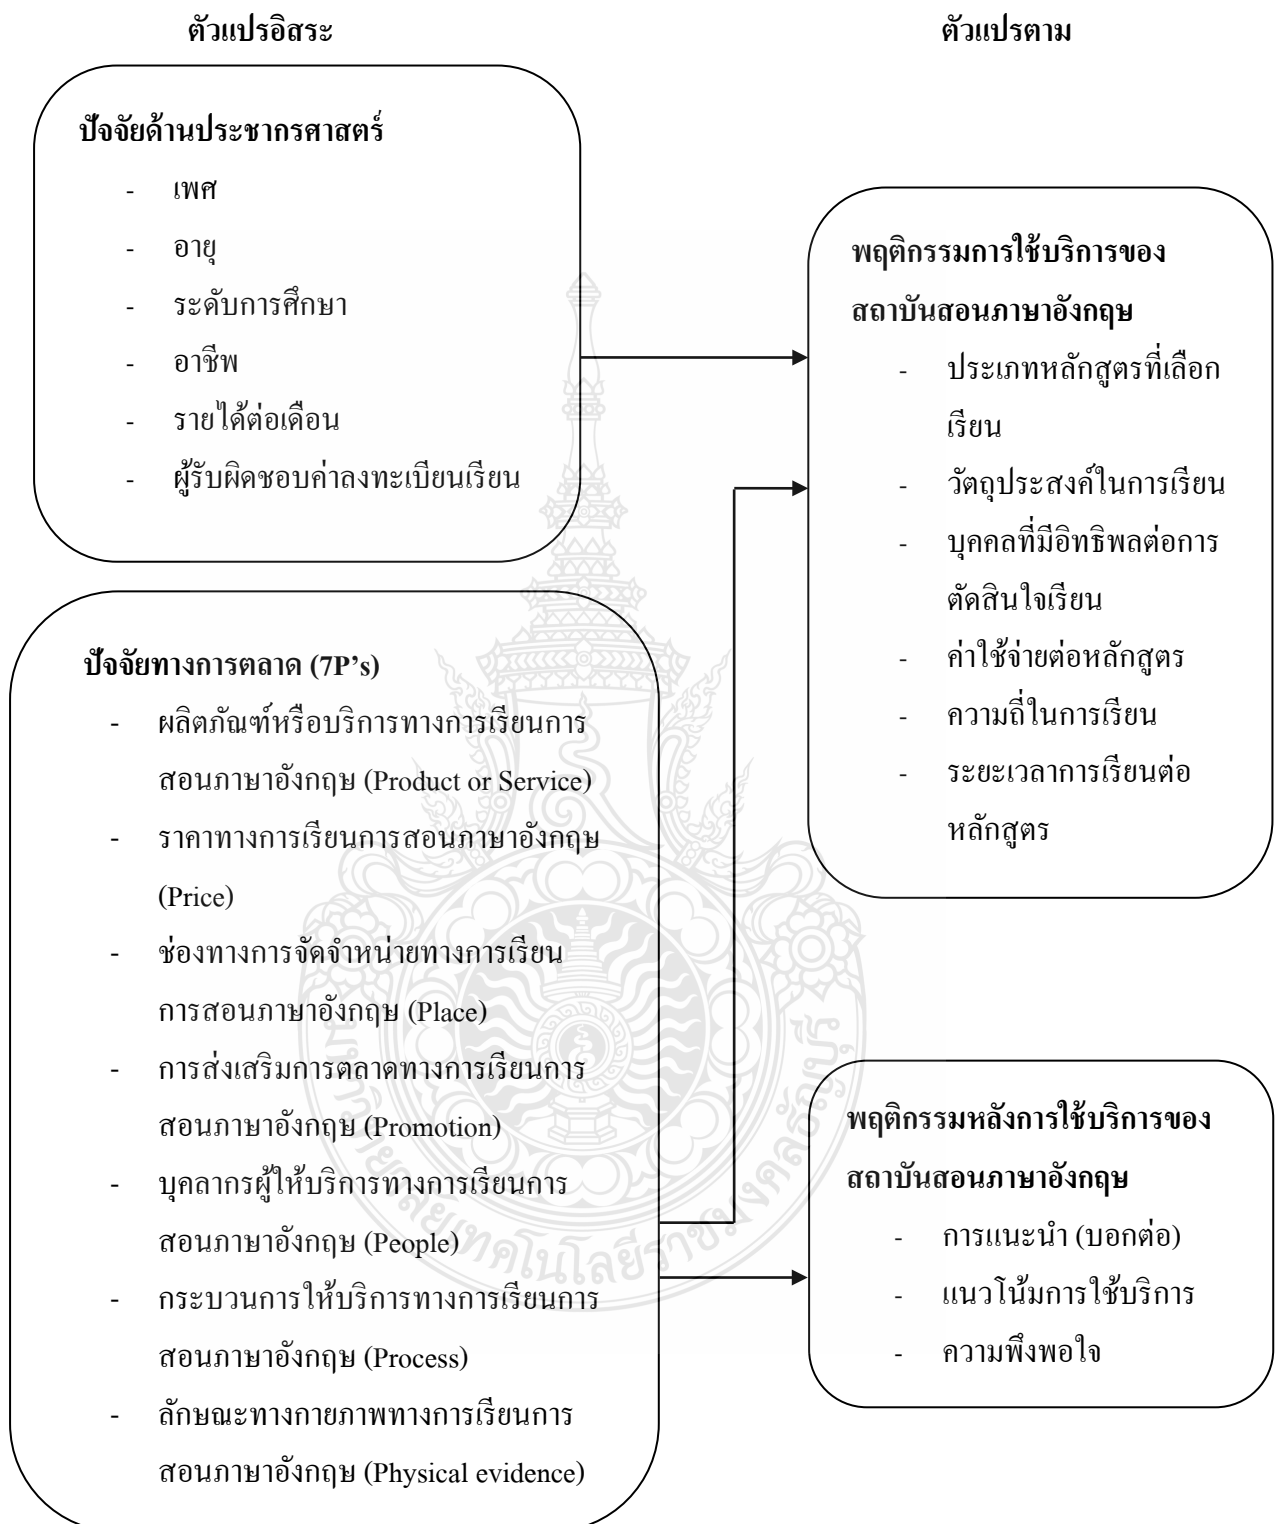 ตัวแปรอิสระ
ตัวแปรตาม
ปัจจัยด้านประชากรศาสตร์
- เพศ
- อายุ
- ระดับการศึกษา
- อาชีพ
- รายได้ต่อเดือน
- ผู้รับผิดชอบค่าลงทะเบียนเรียน
ปัจจัยทางการตลาด (7P’s)
- ผลิตภัณฑ์หรือบริการทางการเรียนการ
สอนภาษาอังกฤษ (Product or Service)
- ราคาทางการเรียนการสอนภาษาอังกฤษ
(Price)
- ช่องทางการจัดจำหน่ายทางการเรียน
การสอนภาษาอังกฤษ (Place)
- การส่งเสริมการตลาดทางการเรียนการ
สอนภาษาอังกฤษ (Promotion)
- บุคลากรผู้ให้บริการทางการเรียนการ
สอนภาษาอังกฤษ (People)
- กระบวนการให้บริการทางการเรียนการ
สอนภาษาอังกฤษ (Process)
- ลักษณะทางกายภาพทางการเรียนการ
สอนภาษาอังกฤษ (Physical evidence)
พฤติกรรมการใช้บริการของ
สถาบันสอนภาษาอังกฤษ
- ประเภทหลักสูตรที่เลือก
เรียน
- วัตถุประสงค์ในการเรียน
- บุคคลที่มีอิทธิพลต่อการ
ตัดสินใจเรียน
- ค่าใช้จ่ายต่อหลักสูตร
- ความถี่ในการเรียน
- ระยะเวลาการเรียนต่อ
หลักสูตร
พฤติกรรมหลังการใช้บริการของ
สถาบันสอนภาษาอังกฤษ
- การแนะนำ (บอกต่อ)
- แนวโน้มการใช้บริการ
- ความพึงพอใจ
มหาวิทยาลัยเทคโนโลยีราชมงคลธัญบุรี